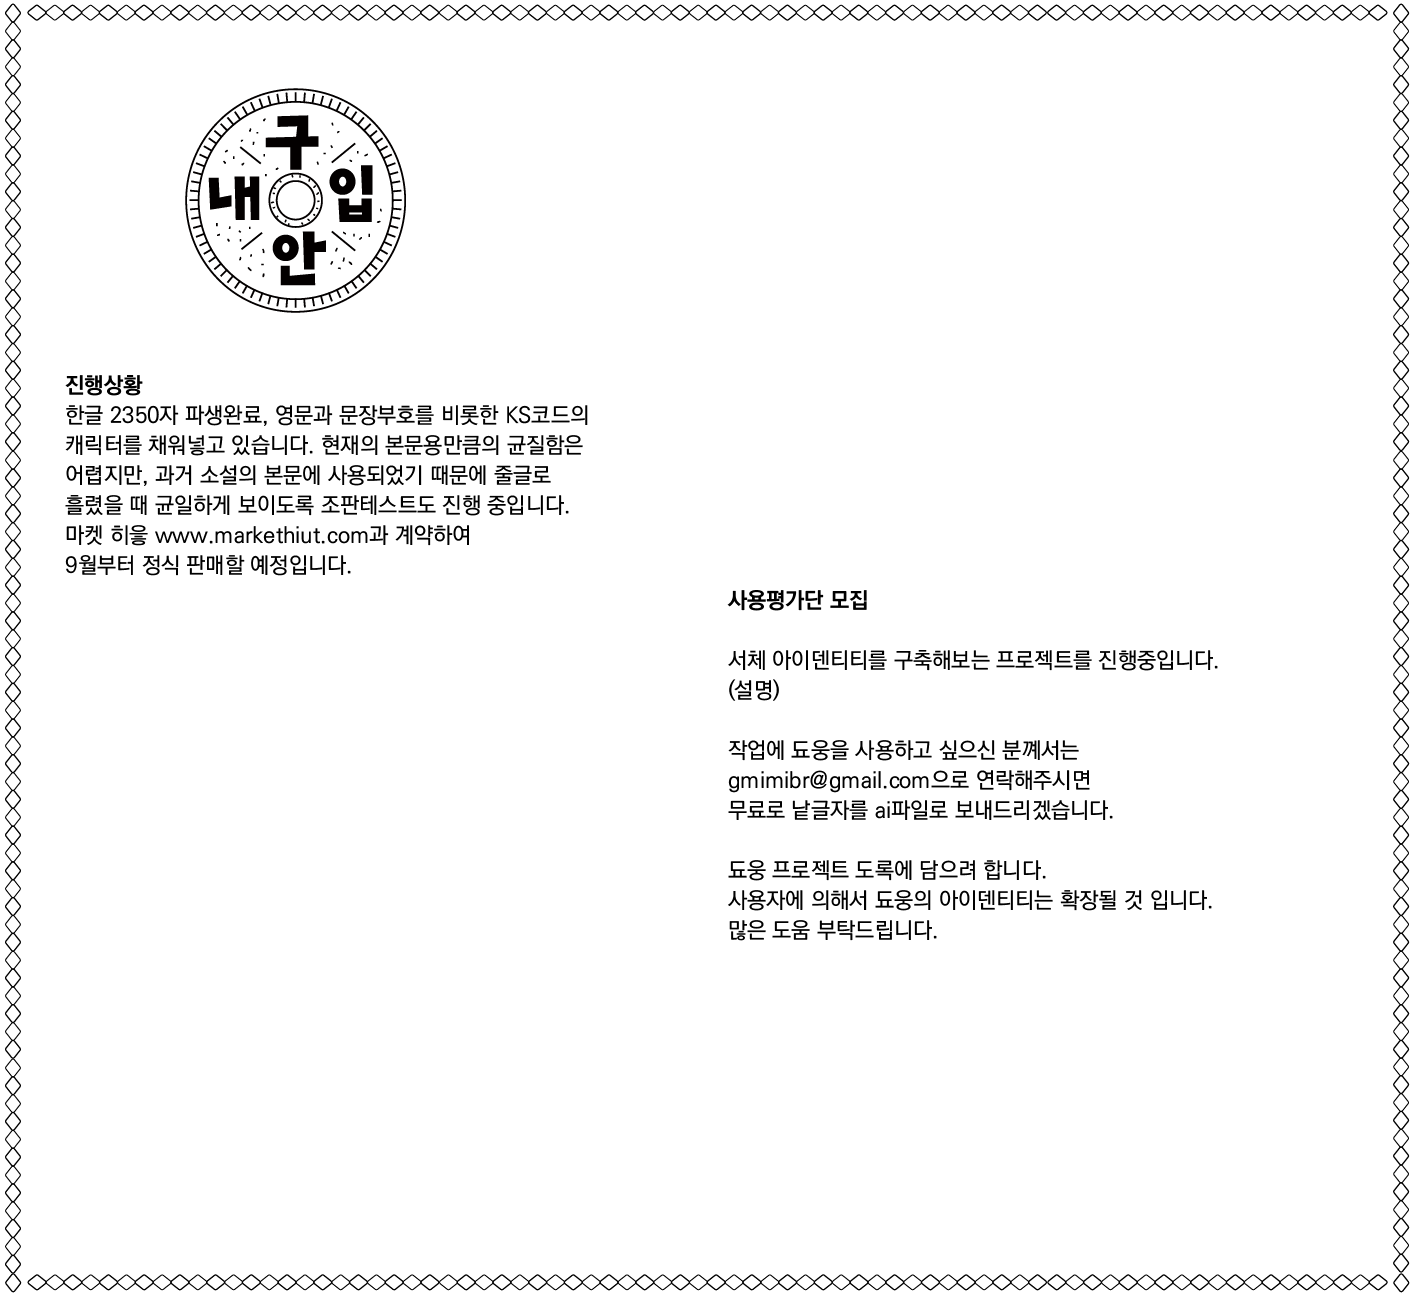 구입안내
진행상황
한글 2350자 파생완료, 영문과 문장부호를 비롯한 KS코드의
캐릭터를 채워넣고 있습니다. 현재의 본문용만큼의 균질함은
어렵지만, 과거 소설의 본문에 사용되었기 때문에 줄글로
흘렸을 때 균일하게 보이도록 조판테스트도 진행 중입니다.
마켓 히읗 www.markethiut.com과 계약하여
9월부터 정식 판매할 예정입니다.
사용평가단 모집
서체 아이덴티티를 구축해보는 프로젝트를 진행중입니다.
(설명)
작업에 됴웅을 사용하고 싶으신 분꼐서는
gmimibr@gmail.com으로 연락해주시면
무료로 낱글자를 ai파일로 보내드리겠습니다.
됴웅 프로젝트 도록에 담으려 합니다.
사용자에 의해서 됴웅의 아이덴티티는 확장될 것 입니다.
많은 도움 부탁드립니다.